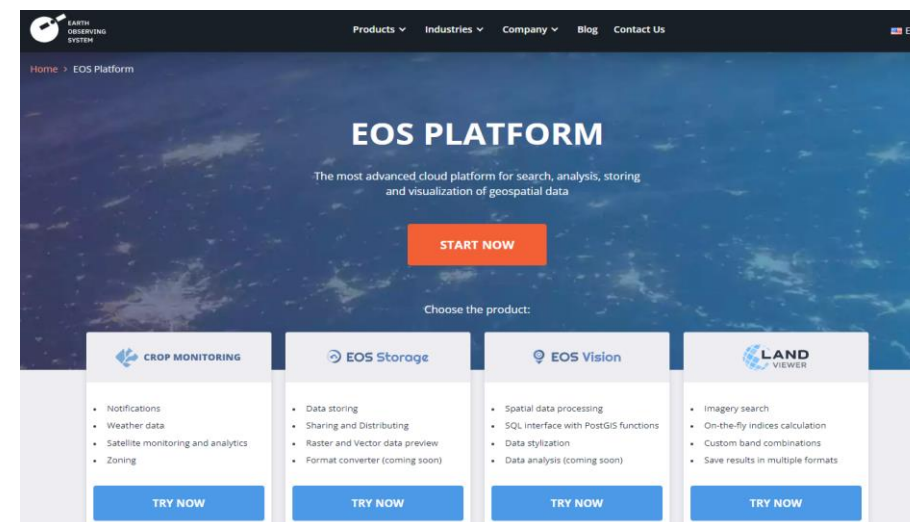 EARTH
OBSERVING
SYSTEM
Products Industries Company Blog Contact Us
Home > EOS Platform
EOS PLATFORM
The most advanced cloud platform for search, analysis, storing
and visualization of geospatial data
START NOW
Choose the product:
CROP MONITORING
• Notifications
• Weather data
• Satellite monitoring and analytics
• Zoning
TRY NOW
EOS Storage
• Data storing
• Sharing and Distributing
• Raster and Vector data preview
• Format converter (coming soon)
TRY NOW
EOS Vision
• Spatial data processing
• SQL interface with PostGIS functions
• Data stylization
• Data analysis (coming soon)
TRY NOW
LAND
VIEWER
• Imagery search
• On-the-fly indices calculation
• Custom band combinations
• Save results in multiple formats
TRY NOW